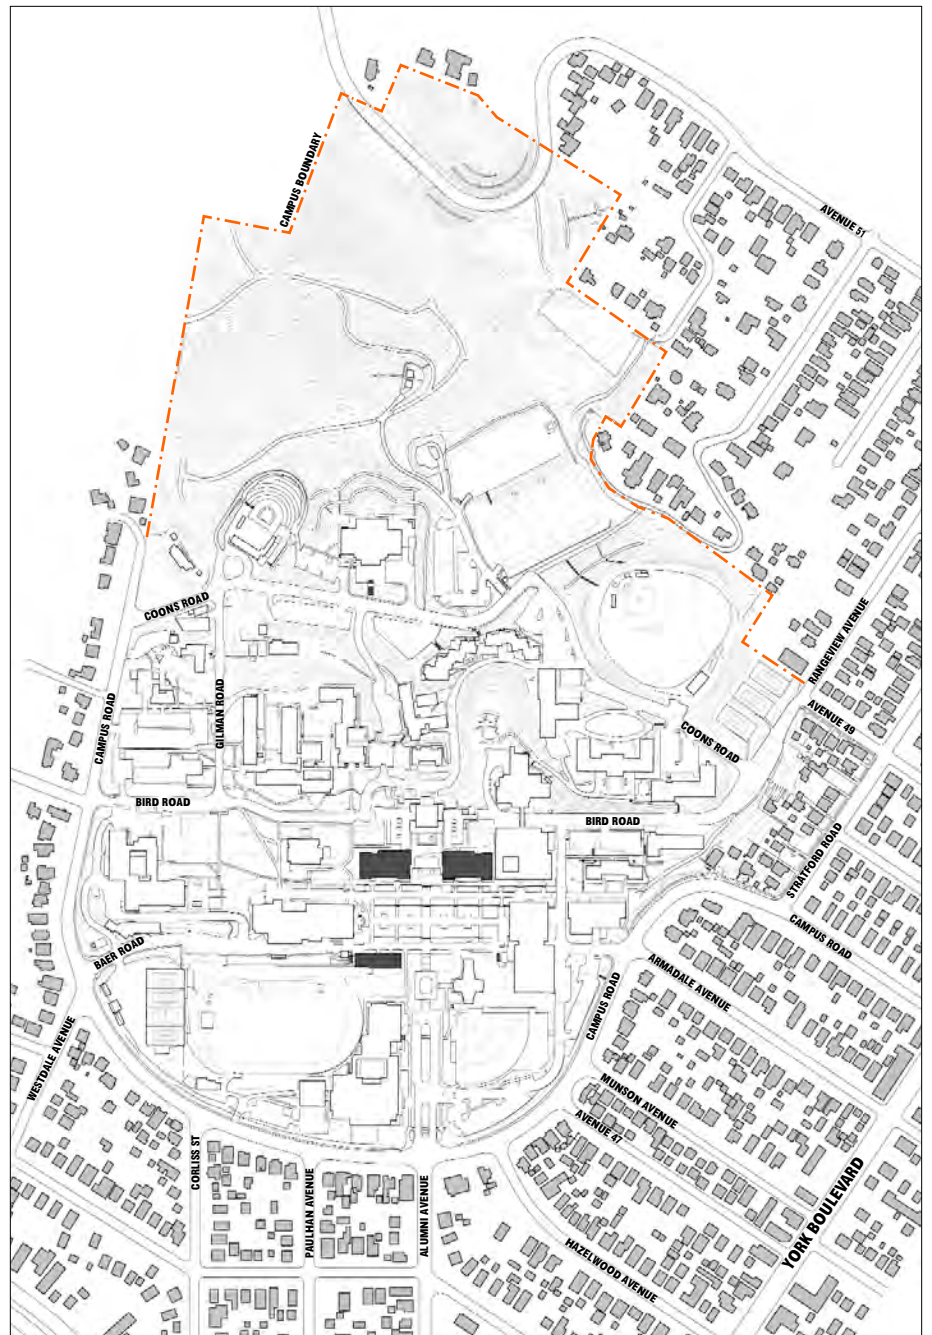 CAMPUS BOUNDARY
AVENUE 51
COONS ROAD
RANGEVIEW AVENUE
GILMAN ROAD
CAMPUS ROAD
AVENUE 49
COONS ROAD
BIRD ROAD
BIRD ROAD
STRATFORD ROAD
CAMPUS ROAD
BAER ROAD
ARMADALE AVENUE
CAMPUS ROAD
WESTDALE AVENUE
MUNSON AVENUE
AVENUE 47
CORLISS ST
PAULHAN AVENUE
ALUMNI AVENUE
YORK BOULEVARD
HAZELWOOD AVENUE